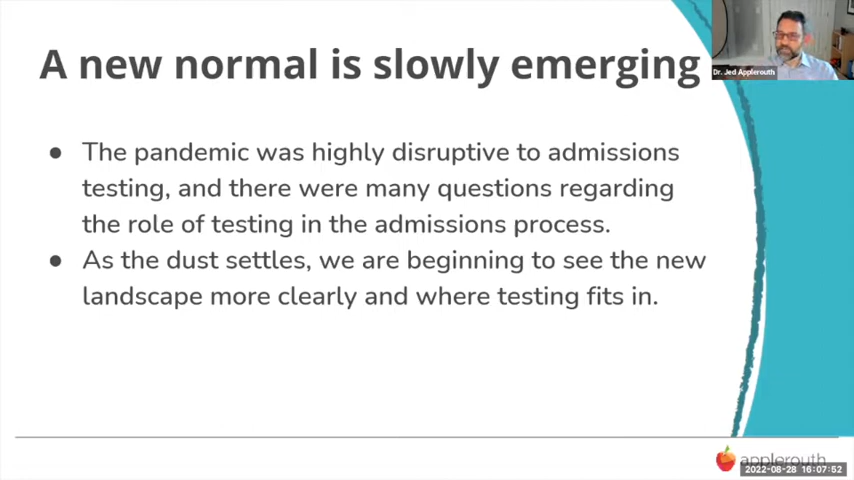 A new normal is slowly emerging
Dr. Jed Applerouth
● The pandemic was highly disruptive to admissions
testing, and there were many questions regarding
the role of testing in the admissions process.
● As the dust settles, we are beginning to see the new
landscape more clearly and where testing fits in.
applerouth
2022-08-28 16:07:52